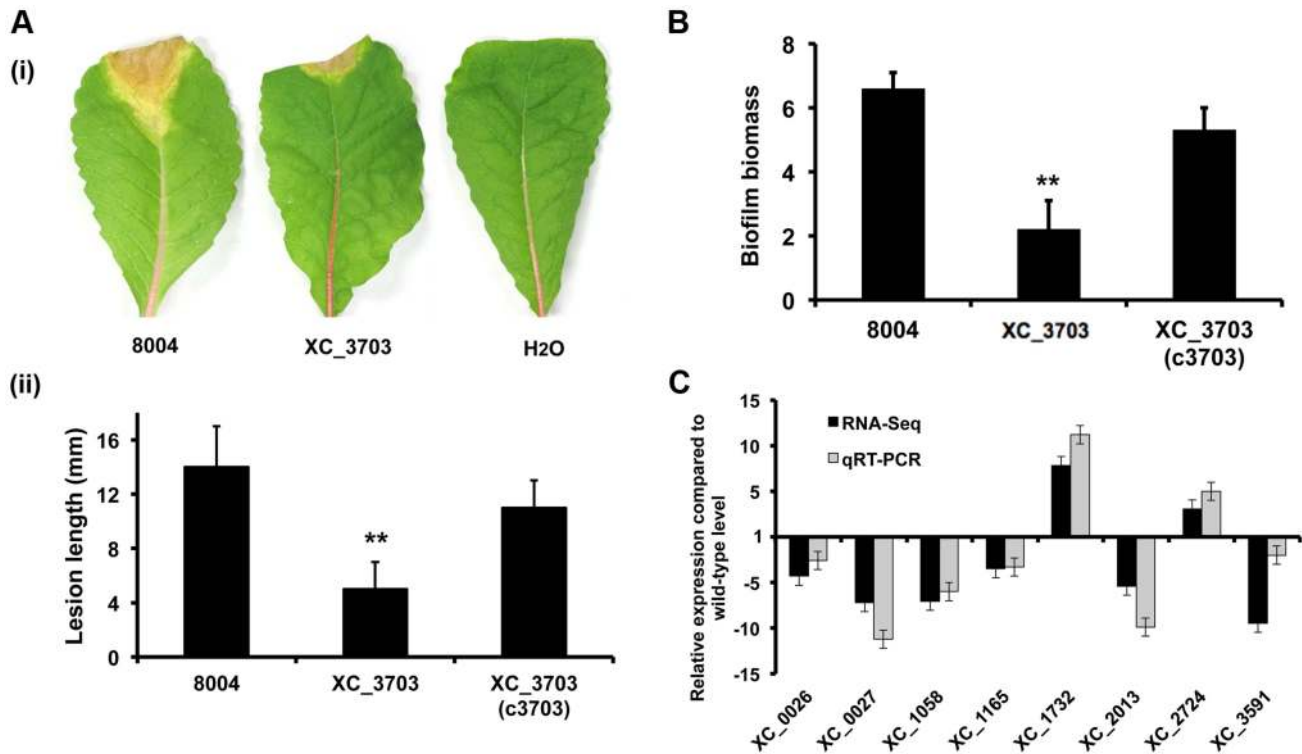 A
(i)
8004
XC_3703
H2O
(ii)
Lesion length (mm)
16
12
8
4
0
8004
XC_3703
XC_3703
(c3703)
B
Biofilm biomass
8
6
4
2
0
**
8004
XC_3703
XC_3703
(c3703)
**
C
Relative expression compared to
wild-type level
15
10
5
1
-5
-10
-15
RNA-Seq
qRT-PCR
XC_0026
XC_0027
XC_1058
XC_1165
XC_1732
XC_2013
XC_2724
XC_3591